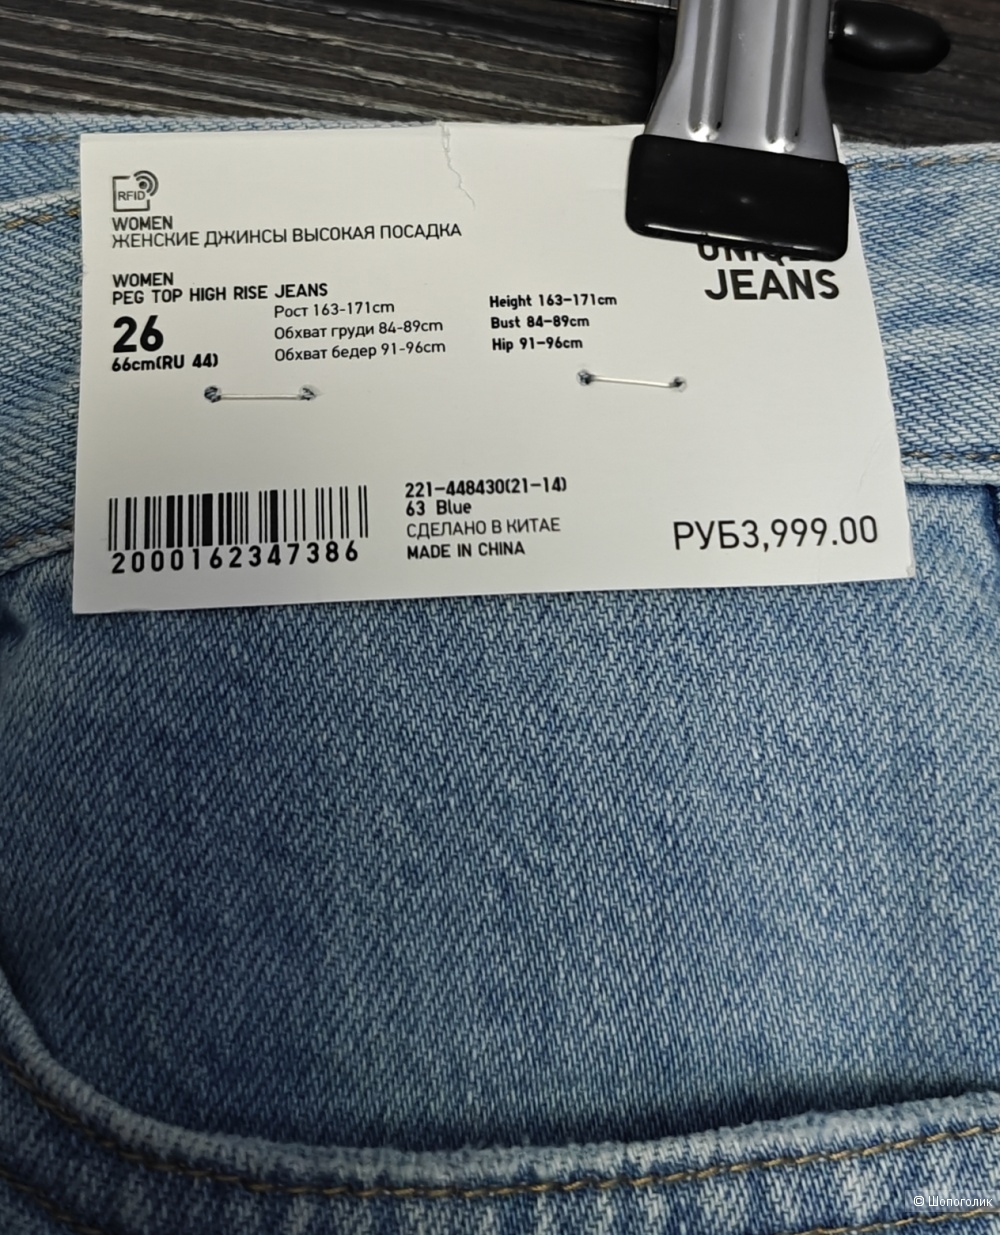 RFID
WOMEN
ЖЕНСКИЕ ДЖИНСЫ ВЫСОКАЯ ПОСАДКА
JEANS
WOMEN
PEG TOP HIGH RISE JEANS
26
66cm(RU 44)
Рост 163-171cm
Обхват груди 84-89cm
Обхват бедер 91-96cm
Height 163-171cm
Bust 84-89cm
Hip 91-96cm
2000162347386
221-448430(21-14)
63 Blue
СДЕЛАНО В КИТАЕ
MADE IN CHINA
РУБ3,999.00
© Шопоголик